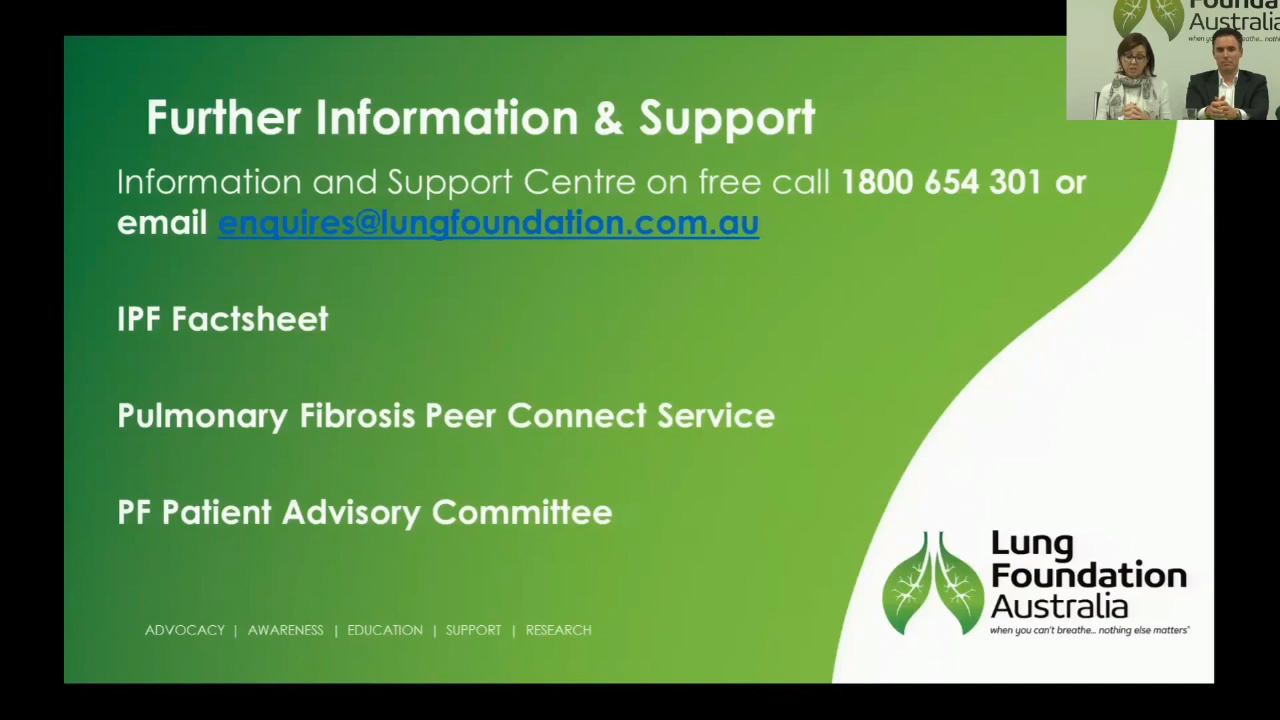 Further Information & Support
Information and Support Centre on free call 1800 654 301 or
email enquires@lungfoundation.com.au
IPF Factsheet
Pulmonary Fibrosis Peer Connect Service
PF Patient Advisory Committee
ADVOCACY | AWARENESS | EDUCATION | SUPPORT | RESEARCH
Lung
Foundation
Australia
when you can't breathe... nothing else matters
Australia